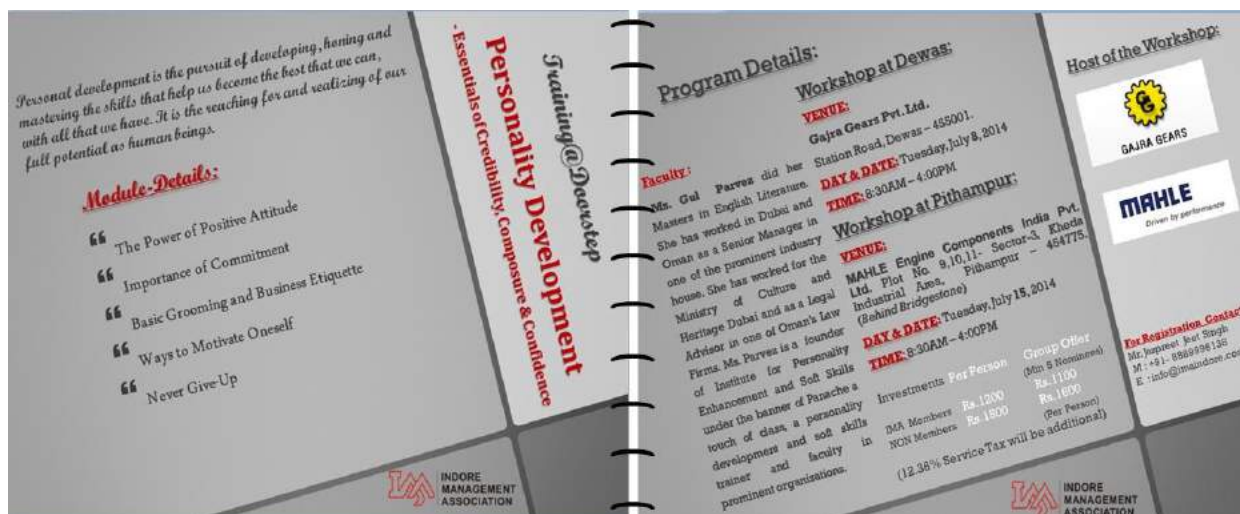 Personal development is the pursuit of developing, honing and
mastering the skills that help us become the best that we can,
with all that we have. It is the reaching for and realizing of our
full potential as human beings.
Module-Details:
The Power of Positive Attitude
Importance of Commitment
Basic Grooming and Business Etiquette
Ways to Motivate Oneself
Never Give-Up
Training@Doorstep
Personality Development
- Essentials of Credibility, Composure & Confidence
INDORE
MANAGEMENT
ASSOCIATION
Program Details:
Faculty :
Ms. Gul Parvez did her
Masters in English Literature.
She has worked in Dubai and
Oman as a Senior Manager in
one of the prominent industry
house. She has worked for the
Ministry of Culture and
Heritage Dubai and as a Legal
Advisor in one of Oman's Law
Firms. Ms. Parvez is a founder
of Institute for Personality
Enhancement and Soft Skills
under the banner of Panache a
touch of class, a personality
development and soft skills
trainer and faculty in
prominent organizations.
Workshop at Dewas:
VENUE:
Gajra Gears Pvt. Ltd.
Station Road, Dewas – 455001.
DAY & DATE: Tuesday, July 8, 2014
TIME: 8:30AM – 4:00PM
Workshop at Pithampur:
VENUE:
MAHLE Engine Components India Pvt.
Ltd. Plot No. 9,10,11- Sector-3, Kheda
Industrial Area, Pithampur – 454775.
(Behind Bridgestone)
DAY & DATE: Tuesday, July 15, 2014
TIME: 8:30AM – 4:00PM
Investments Per Person Group Offer
(Min 5 Nominees)
IMA Members Rs.1200 Rs.1100
NON Members Rs.1800 Rs.1600
(Per Person)
(12.36% Service Tax will be additional)
INDORE
MANAGEMENT
ASSOCIATION
Host of the Workshop:
GG
GAJRA GEARS
MAHLE
Driven by performance
For Registration Contact
Mr. Jaspreet Jeet Singh
M : +91- 8889998138
E : info@imaindore.com